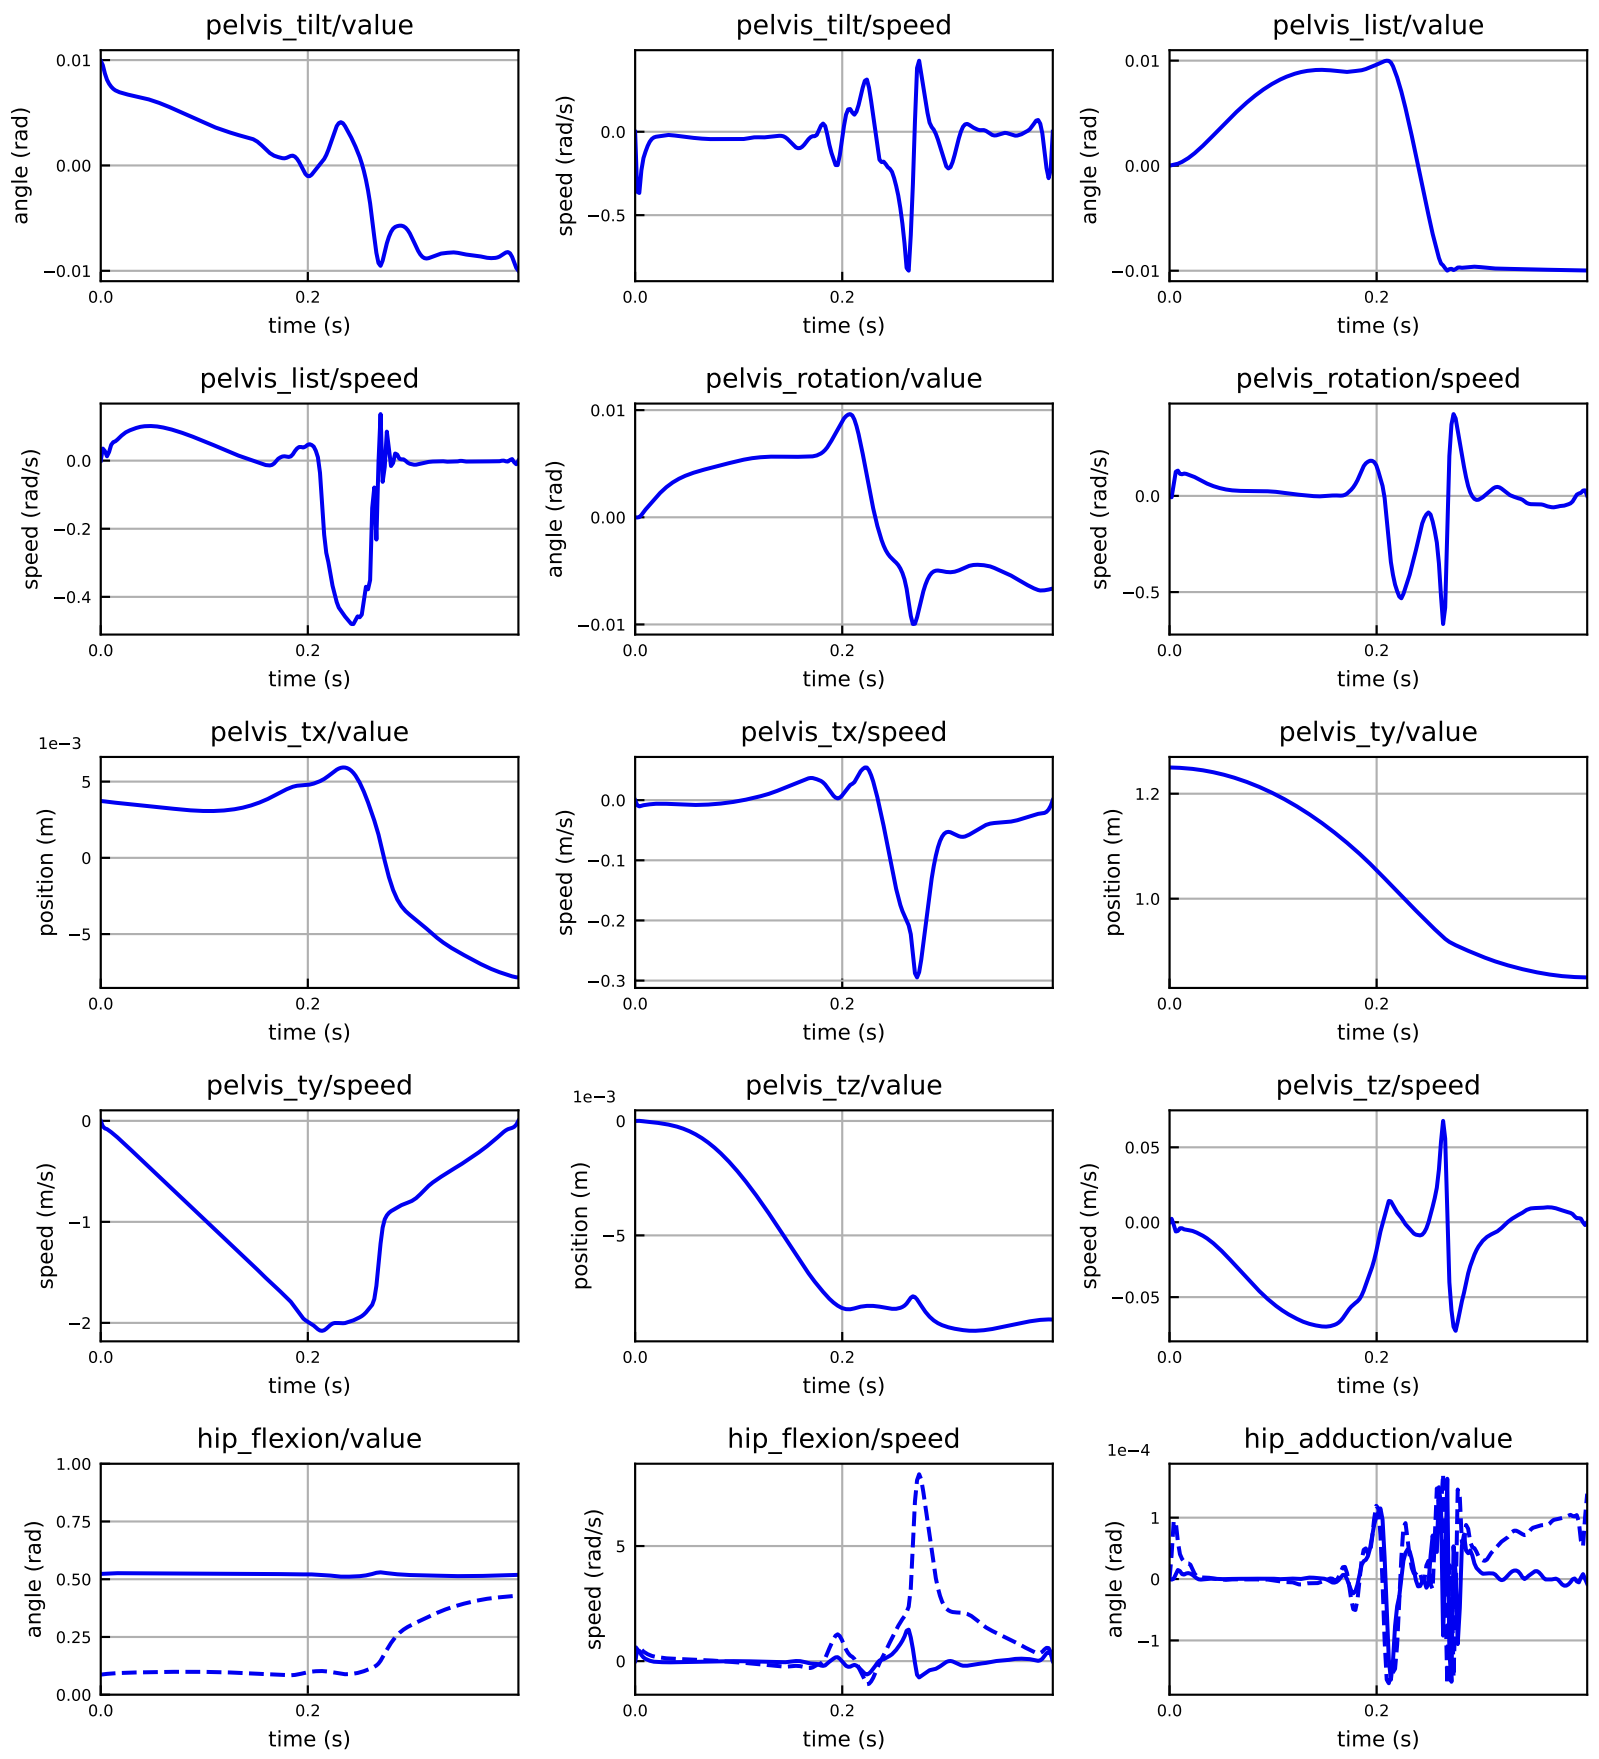 pelvis_tilt/value
angle (rad)
0.01
0.00
−0.01
0.0
0.2
time (s)
pelvis_tilt/speed
speed (rad/s)
0.0
−0.5
0.0
0.2
time (s)
pelvis_list/value
angle (rad)
0.01
0.00
−0.01
0.0
0.2
time (s)
pelvis_list/speed
speed (rad/s)
0.0
−0.2
−0.4
0.0
0.2
time (s)
pelvis_rotation/value
angle (rad)
0.01
0.00
−0.01
0.0
0.2
time (s)
pelvis_rotation/speed
speed (rad/s)
0.0
−0.5
0.0
0.2
time (s)
pelvis_tx/value
1e−3
position (m)
5
0
−5
0.0
0.2
time (s)
pelvis_tx/speed
speed (m/s)
0.0
−0.1
−0.2
−0.3
0.0
0.2
time (s)
pelvis_ty/value
position (m)
1.2
1.0
0.0
0.2
time (s)
pelvis_ty/speed
speed (m/s)
0
−1
−2
0.0
0.2
time (s)
pelvis_tz/value
1e−3
position (m)
0
−5
0.0
0.2
time (s)
pelvis_tz/speed
speed (m/s)
0.05
0.00
−0.05
0.0
0.2
time (s)
hip_flexion/value
angle (rad)
1.00
0.75
0.50
0.25
0.00
0.0
0.2
time (s)
hip_flexion/speed
speed (rad/s)
5
0
0.0
0.2
time (s)
hip_adduction/value
1e−4
angle (rad)
1
0
−1
0.0
0.2
time (s)